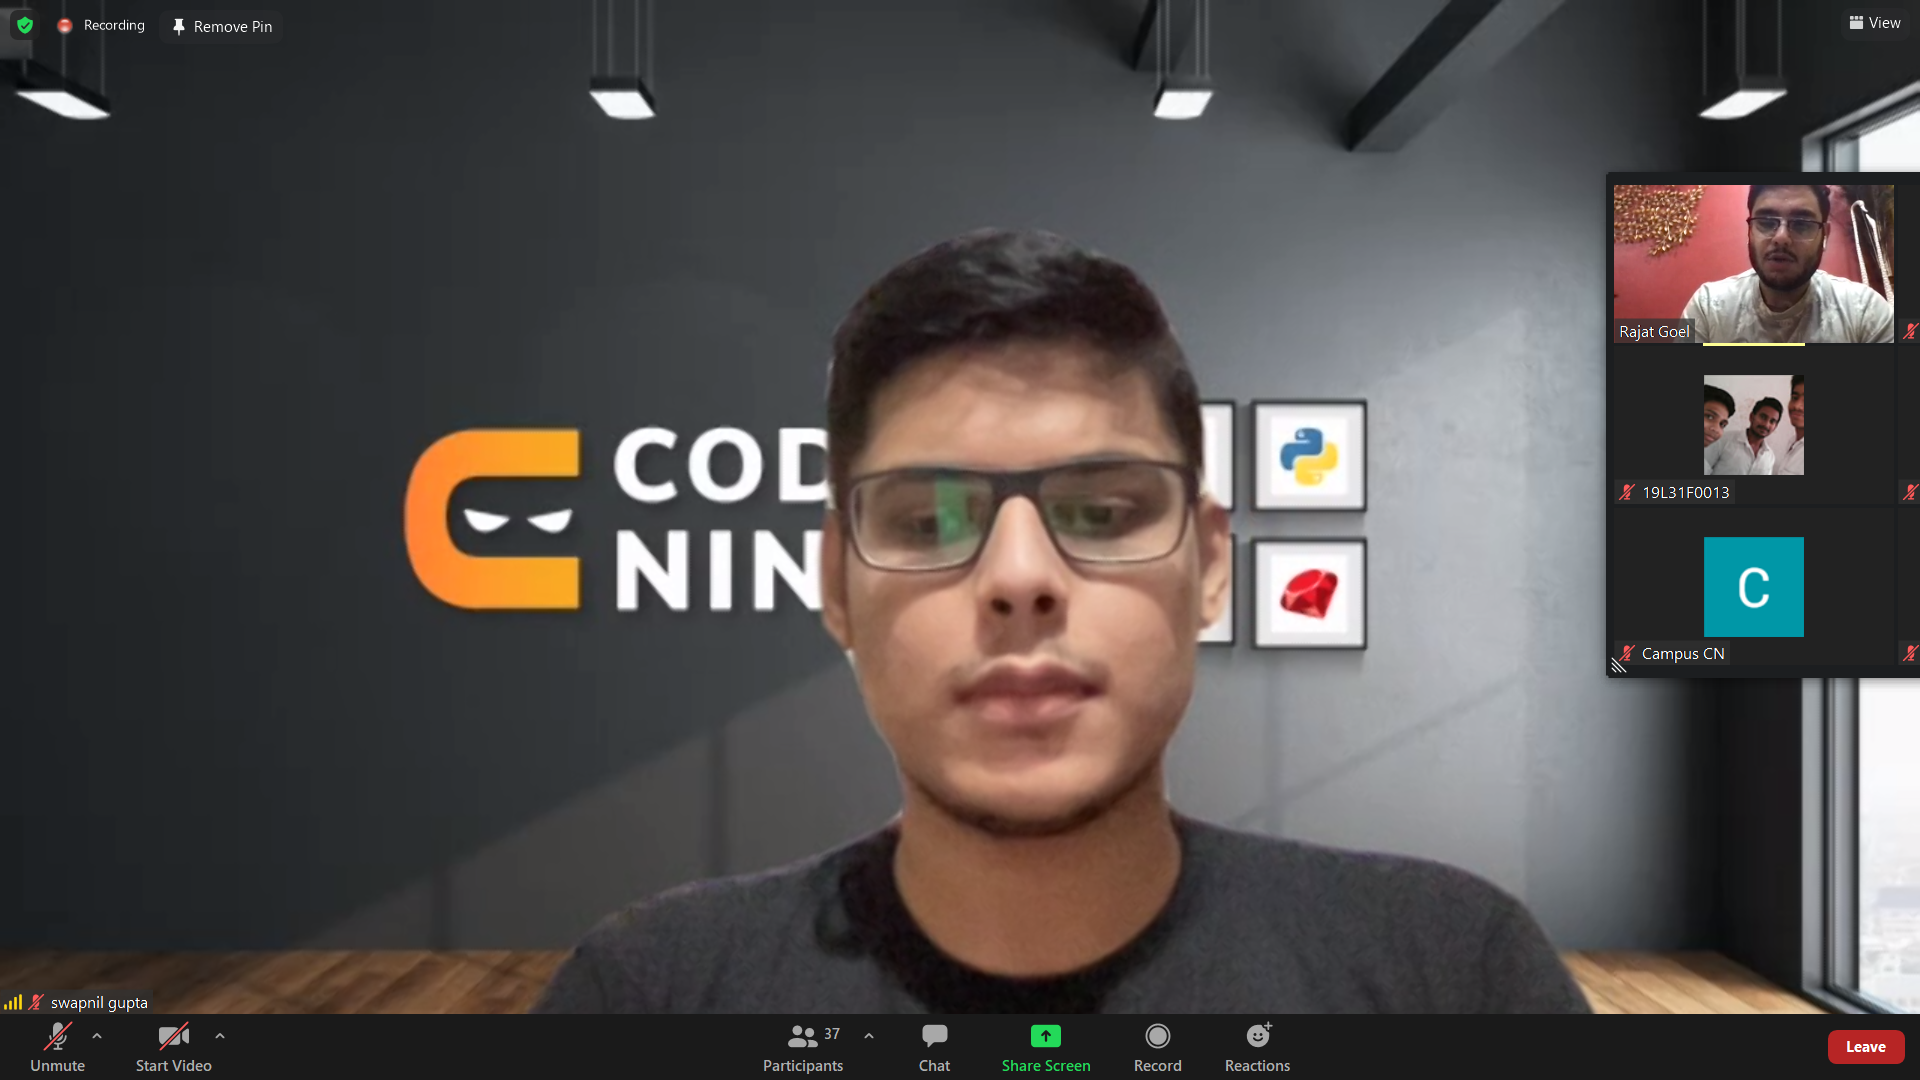 Recording
Remove Pin
View
COD
NIN
Rajat Goel
19L31F0013
C
Campus CN
swapnil gupta
Unmute
Start Video
Participants
37
Chat
Share Screen
Record
Reactions
Leave